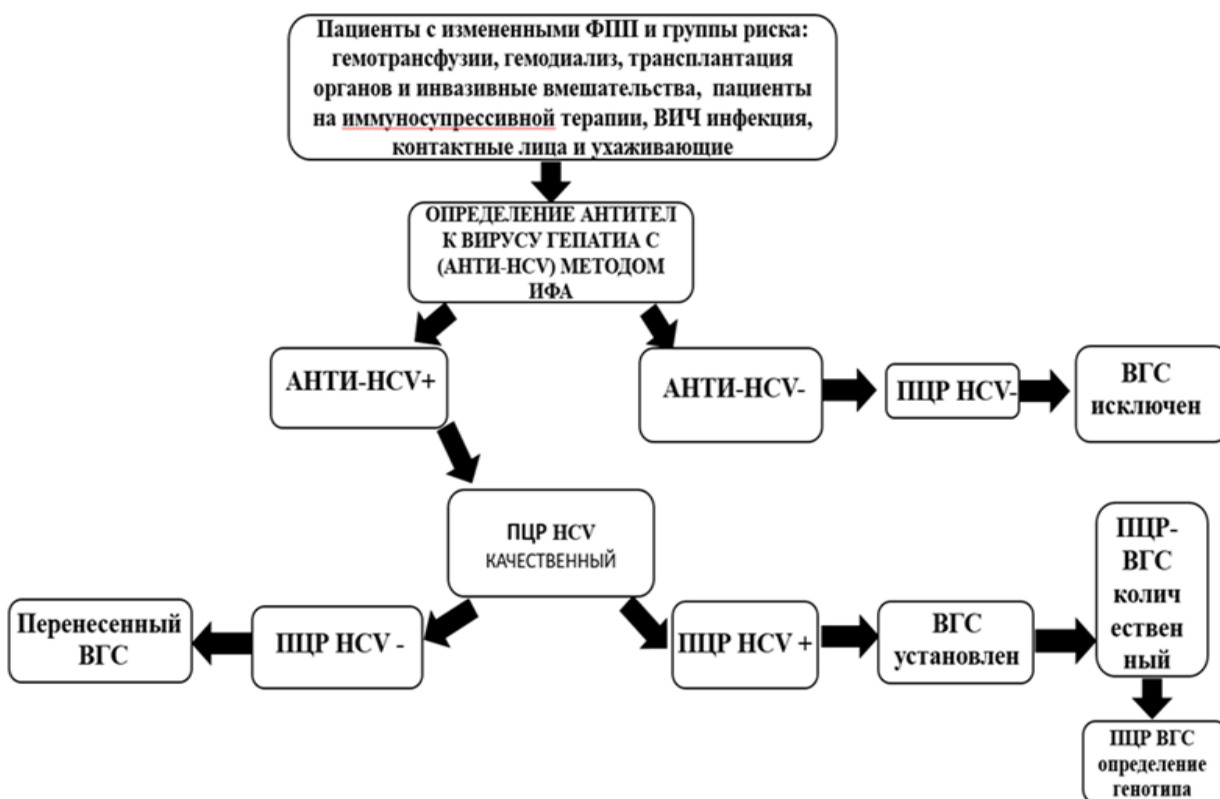 Пациенты с измененными ФПП и группы риска:
гемотрансфузии, гемодиализ, трансплантация
органов и инвазивные вмешательства, пациенты
на иммуносупрессивной терапии, ВИЧ инфекция,
контактные лица и ухаживающие
ОПРЕДЕЛЕНИЕ АНТИТЕЛ
К ВИРУСУ ГЕПАТИА С
(АНТИ-HCV) МЕТОДОМ
ИФА
АНТИ-HCV+
АНТИ-HCV-
ПЦР HCV-
ВГС
исключен
ПЦР HCV
КАЧЕСТВЕННЫЙ
Перенесенный
ВГС
ПЦР HCV -
ПЦР HCV +
ВГС
установлен
ПЦР-
ВГС
колич
ествен
ный
ПЦР ВГС
определение
генотипа